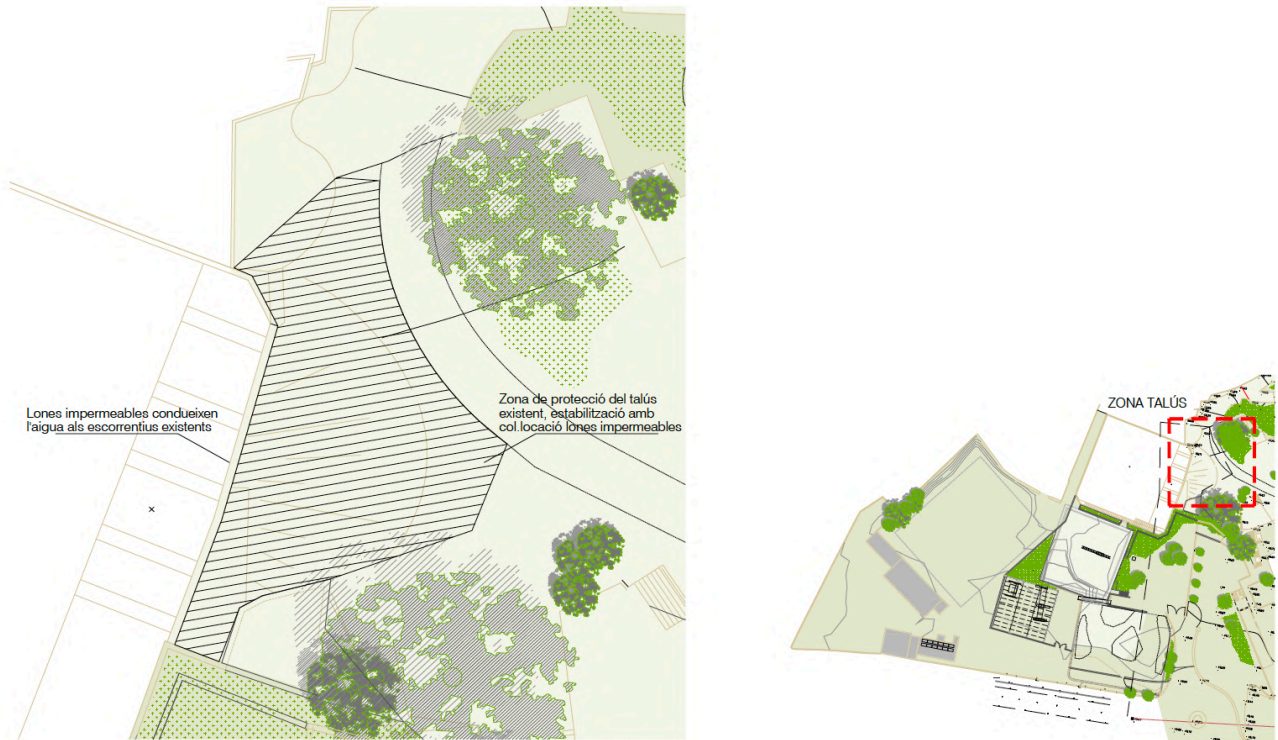 Lones impermeables condueixen
l'aigua als escorrentius existents
Zona de protecció del talús
existent, estabilització amb
col.locació lones impermeables
ZONA TALÚS